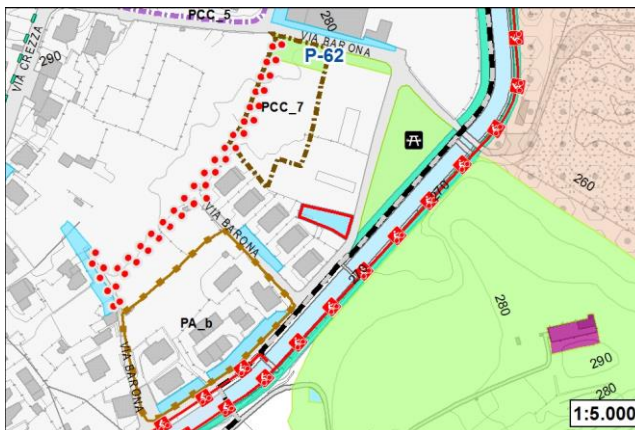 PCC_5
280
VIA BARONA
P-62
290
VIA CREZZA
PCC_7
260
270
VIA BARONA
PA_b
280
290
VIA BARONA
280
1:5.000